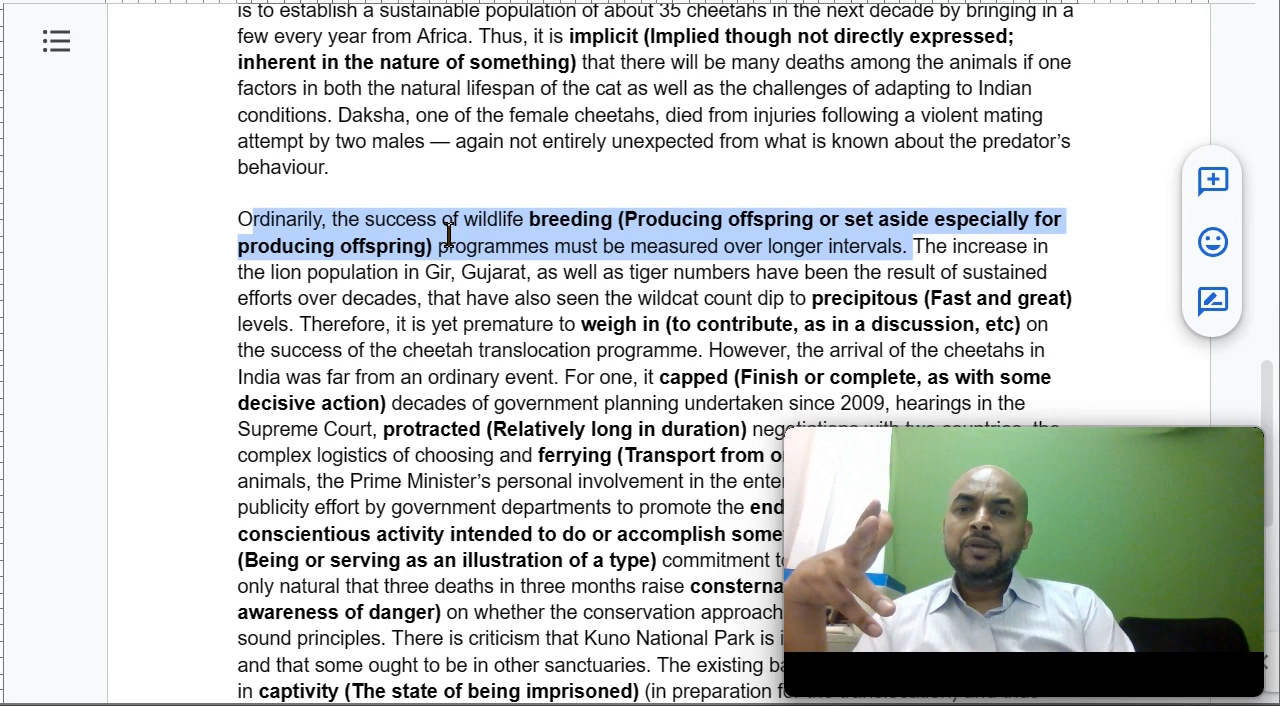 is to establish a sustainable population of about 35 cheetahs in the next decade by bringing in a
few every year from Africa. Thus, it is implicit (Implied though not directly expressed;
inherent in the nature of something) that there will be many deaths among the animals if one
factors in both the natural lifespan of the cat as well as the challenges of adapting to Indian
conditions. Daksha, one of the female cheetahs, died from injuries following a violent mating
attempt by two males — again not entirely unexpected from what is known about the predator’s
behaviour.
Ordinarily, the success of wildlife breeding (Producing offspring or set aside especially for
producing offspring) programmes must be measured over longer intervals. The increase in
the lion population in Gir, Gujarat, as well as tiger numbers have been the result of sustained
efforts over decades, that have also seen the wildcat count dip to precipitous (Fast and great)
levels. Therefore, it is yet premature to weigh in (to contribute, as in a discussion, etc) on
the success of the cheetah translocation programme. However, the arrival of the cheetahs in
India was far from an ordinary event. For one, it capped (Finish or complete, as with some
decisive action) decades of government planning undertaken since 2009, hearings in the
Supreme Court, protracted (Relatively long in duration) negotiations with two countries, the
complex logistics of choosing and ferrying (Transport from
animals, the Prime Minister’s personal involvement in the
publicity effort by government departments to promote the
conscientious activity intended to do or accomplish
(Being or serving as an illustration of a type) commitment
only natural that three deaths in three months raise
awareness of danger) on whether the conservation approach
sound principles. There is criticism that Kuno National Park is
and that some ought to be in other sanctuaries. The existing
in captivity (The state of being imprisoned) (in preparation